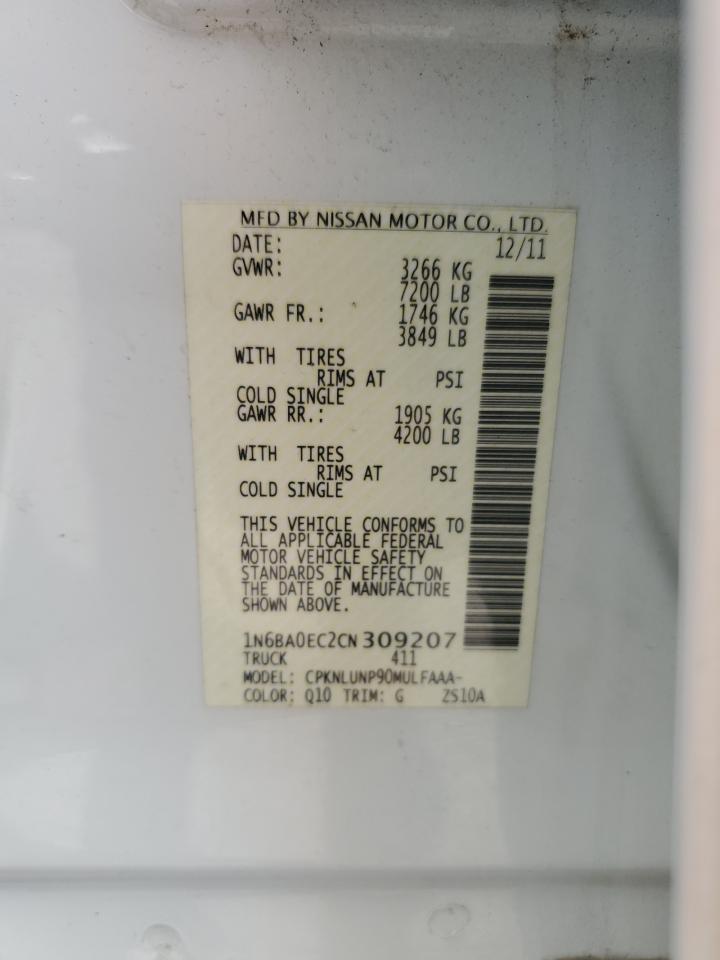 MFD BY NISSAN MOTOR CO., LTD.
DATE: 12/11
GVWR: 3266 KG
7200 LB
GAWR FR.: 1746 KG
3849 LB
WITH TIRES
RIMS AT PSI
COLD SINGLE
GAWR RR.: 1905 KG
4200 LB
WITH TIRES
RIMS AT PSI
COLD SINGLE
THIS VEHICLE CONFORMS TO
ALL APPLICABLE FEDERAL
MOTOR VEHICLE SAFETY
STANDARDS IN EFFECT ON
THE DATE OF MANUFACTURE
SHOWN ABOVE.
1N6BA0EC2CN 309207
TRUCK 411
MODEL: CPKNLUNP90MULFAAA-
COLOR: Q10 TRIM: G ZS10A